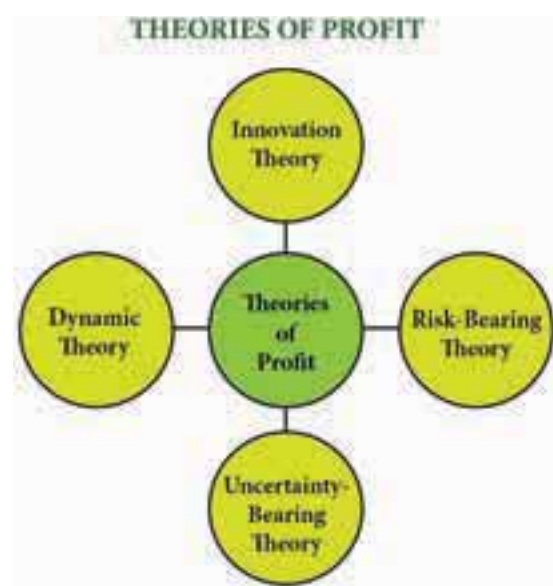 THEORIES OF PROFIT
Innovation
Theory
Dynamic
Theory
Theories
of
Profit
Risk-Bearing
Theory
Uncertainty-
Bearing
Theory